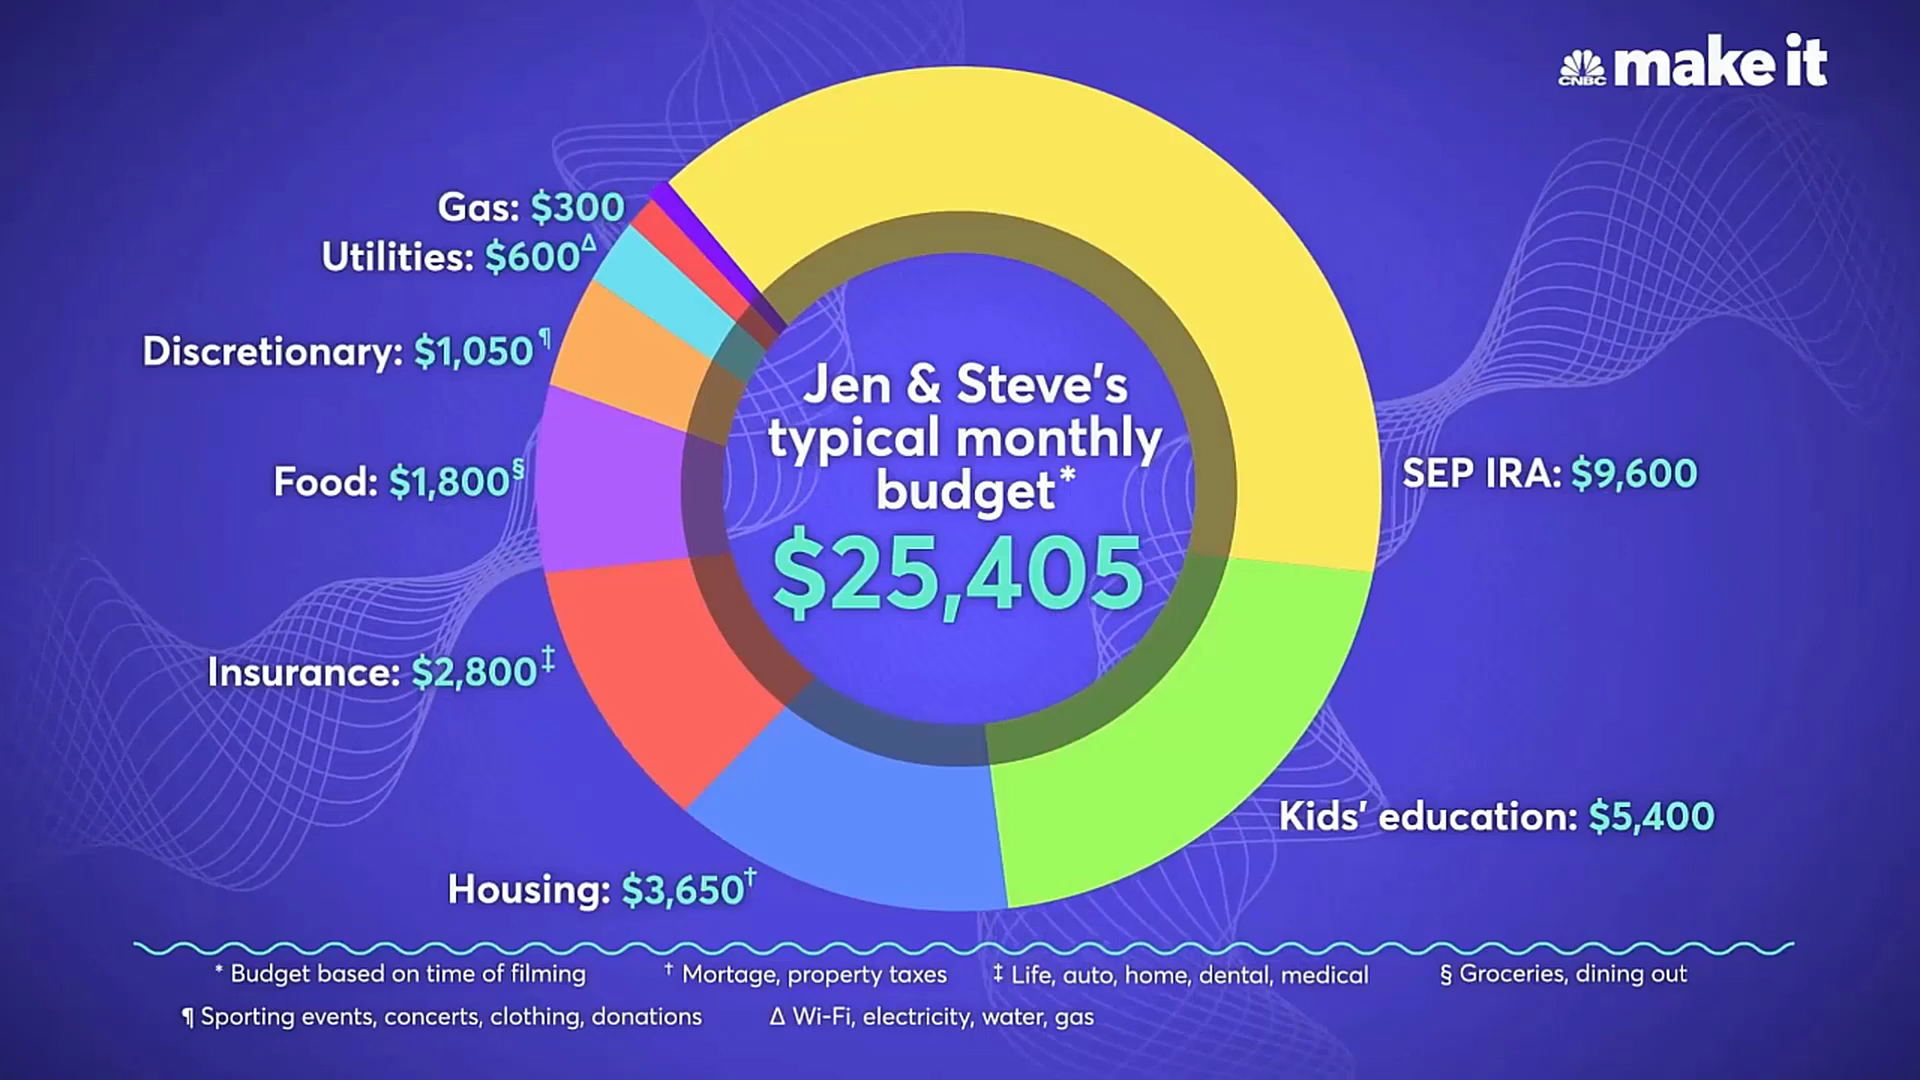 CNBC make it
Gas: $300
Utilities: $600Δ
Discretionary: $1,050¶
Food: $1,800§
Insurance: $2,800‡
Housing: $3,650†
Jen & Steve's
typical monthly
budget*
$25,405
SEP IRA: $9,600
Kids' education: $5,400
* Budget based on time of filming
† Mortage, property taxes
‡ Life, auto, home, dental, medical
§ Groceries, dining out
¶ Sporting events, concerts, clothing, donations
Δ Wi-Fi, electricity, water, gas